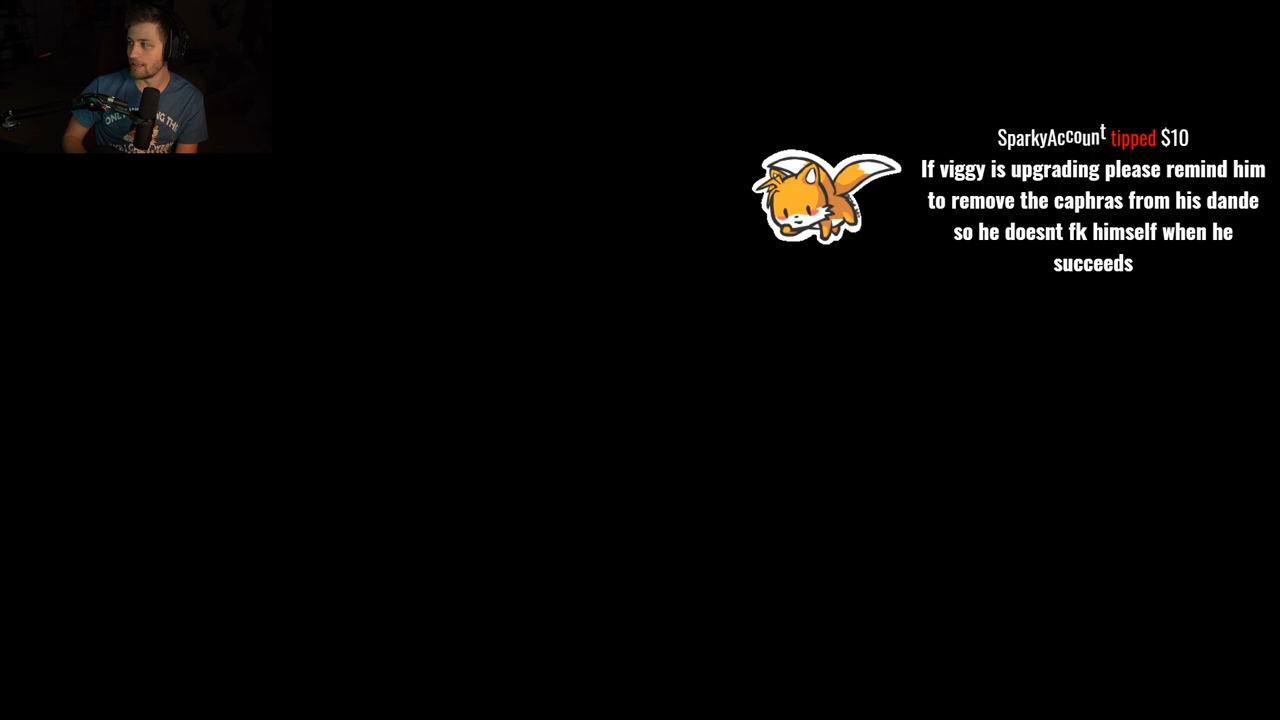 SparkyAccount tipped $10
If viggy is upgrading please remind him
to remove the caphras from his dande
so he doesnt fk himself when he
succeeds